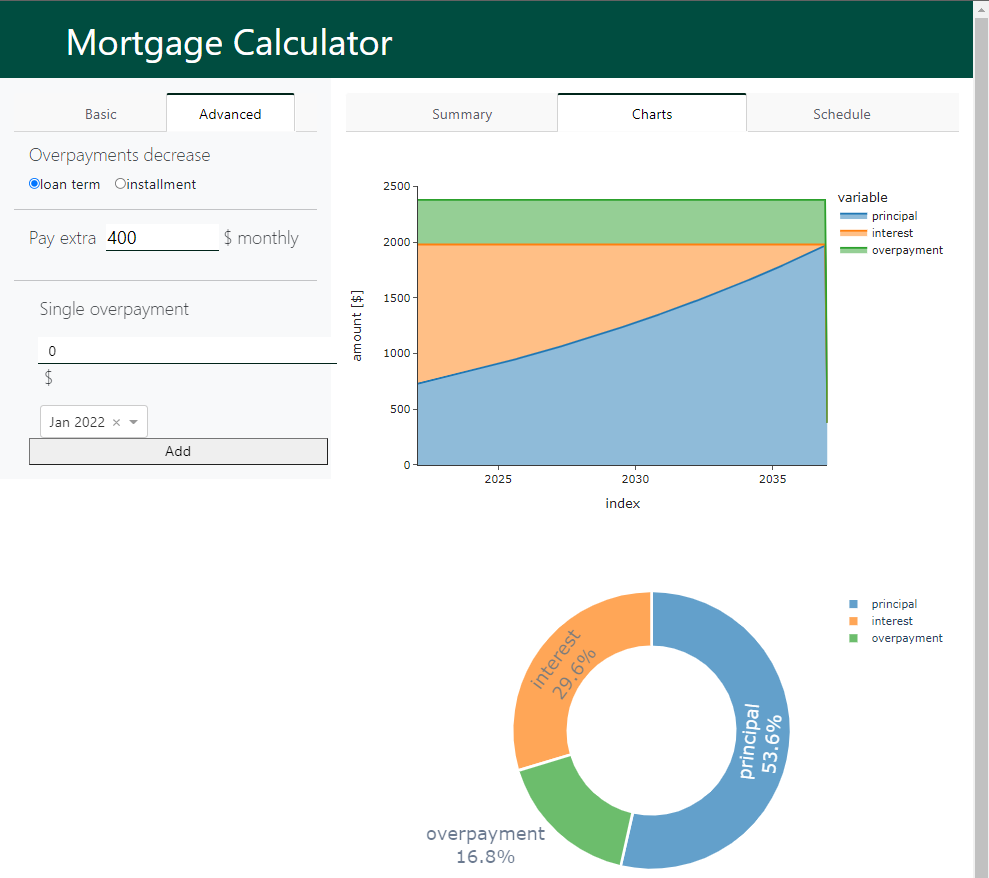 Mortgage Calculator
Basic
Advanced
Summary
Charts
Schedule
Overpayments decrease
loan term
installment
Pay extra 400 $ monthly
Single overpayment
0
$
Jan 2022 ×
Add
2500
2000
1500
1000
500
0
amount [$]
2025
2030
2035
index
variable
principal
interest
overpayment
principal
interest
overpayment
interest
29.6%
principal
53.6%
overpayment
16.8%